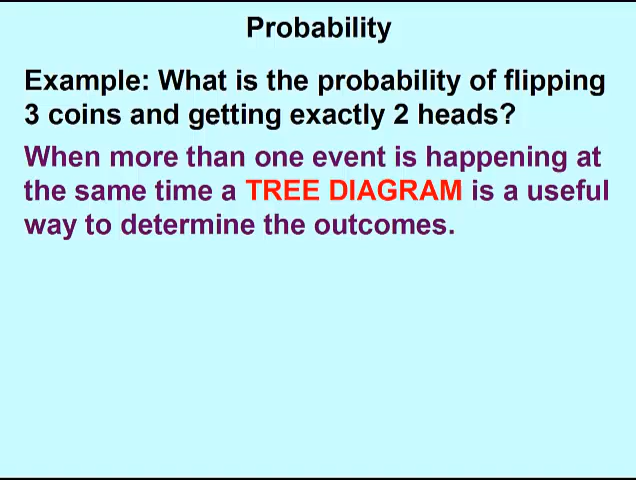 Probability
Example: What is the probability of flipping
3 coins and getting exactly 2 heads?
When more than one event is happening at
the same time a TREE DIAGRAM is a useful
way to determine the outcomes.